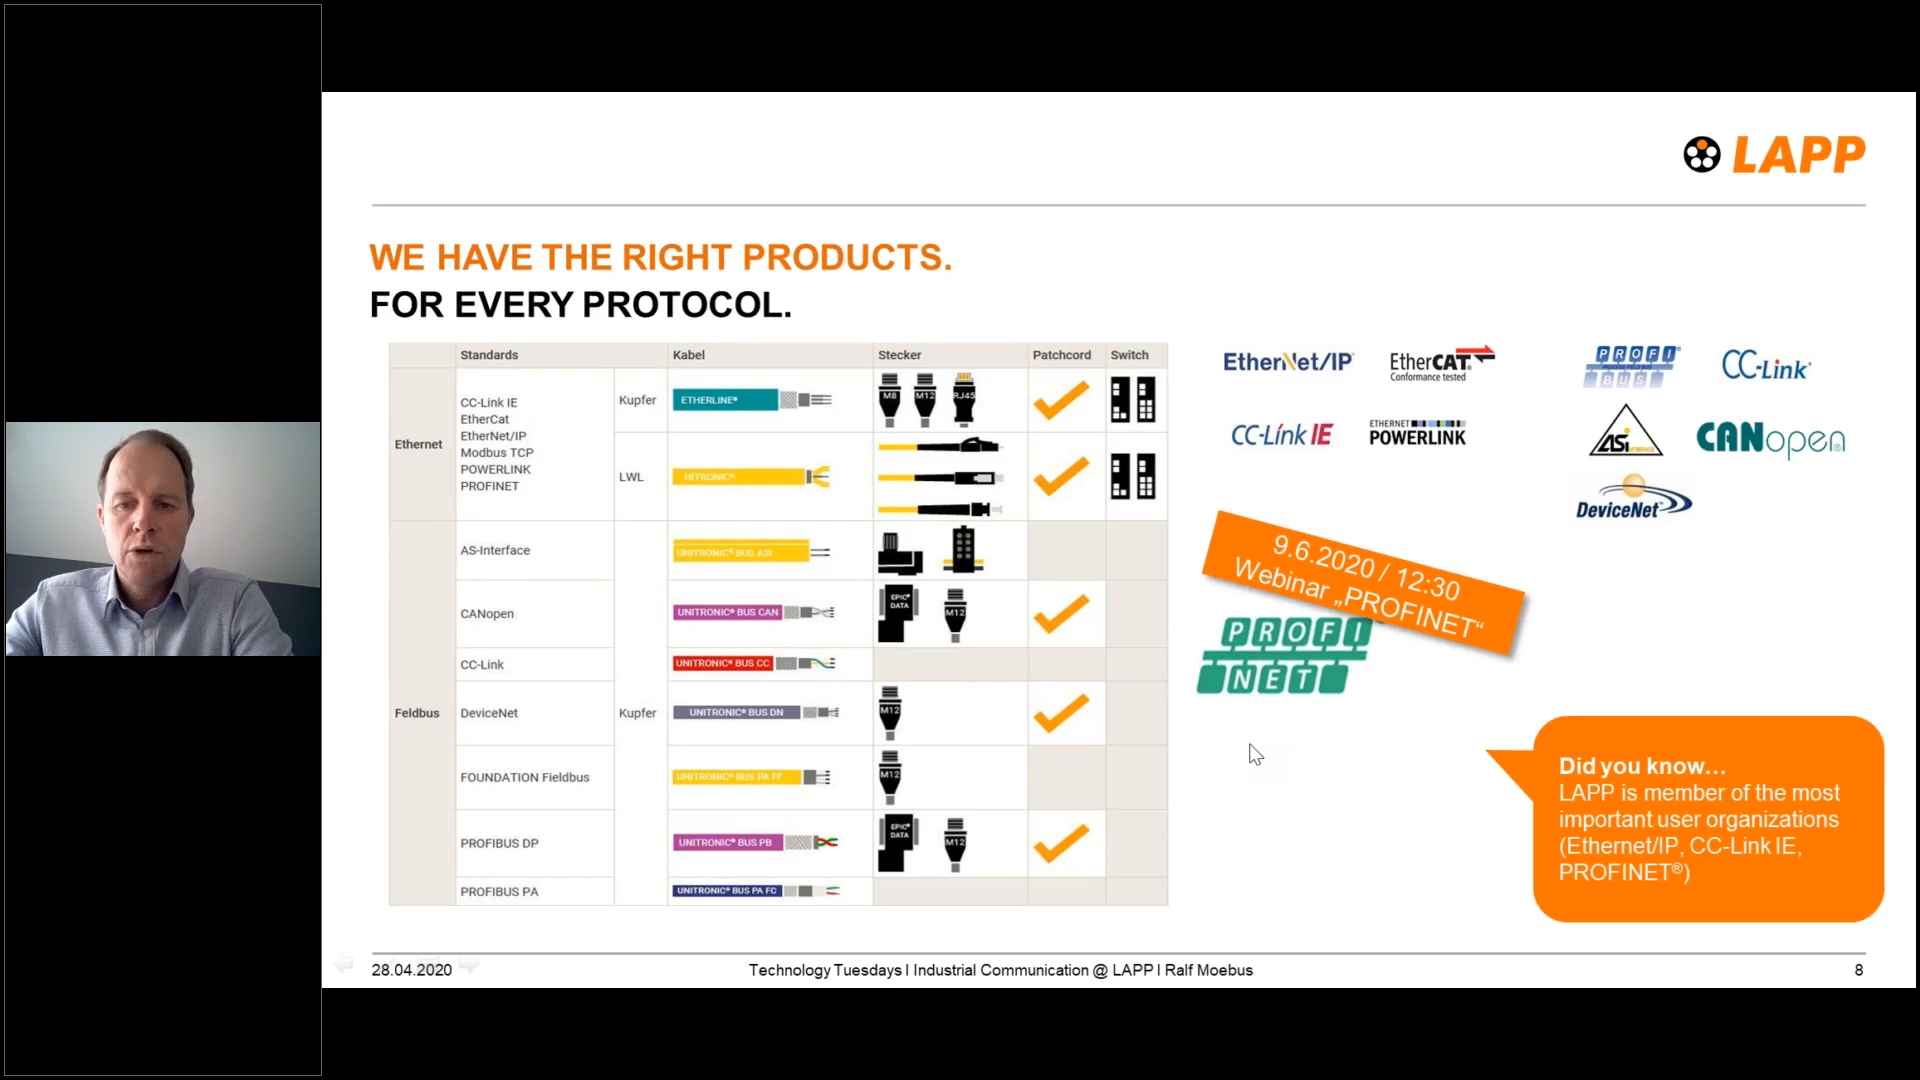 LAPP
WE HAVE THE RIGHT PRODUCTS.
FOR EVERY PROTOCOL.
Standards Kabel Stecker Patchcord Switch
Ethernet
CC-Link IE
EtherCat
EtherNet/IP
Modbus TCP
POWERLINK
PROFINET
Kupfer
ETHERLINE®
M8 M12 RJ45
LWL
HITRONIC®
Feldbus
Kupfer
AS-Interface
UNITRONIC® BUS ASI
CANopen
UNITRONIC® BUS CAN
EPIC®
DATA
M12
CC-Link
UNITRONIC® BUS CC
DeviceNet
UNITRONIC® BUS DN
M12
FOUNDATION Fieldbus
UNITRONIC® BUS PA FF
M12
PROFIBUS DP
UNITRONIC® BUS PB
EPIC®
DATA
M12
PROFIBUS PA
UNITRONIC® BUS PA FC
EtherNet/IP
EtherCAT
Conformance tested
CC-Link IE
ETHERNET
POWERLINK
PROFI
BUS
CC-Link
ASi
INTERFACE
CANopen
DeviceNet
9.6.2020 / 12:30
Webinar „PROFINET“
PROFI
NET
Did you know...
LAPP is member of the most
important user organizations
(Ethernet/IP, CC-Link IE,
PROFINET®)
28.04.2020 Technology Tuesdays I Industrial Communication @ LAPP I Ralf Moebus 8